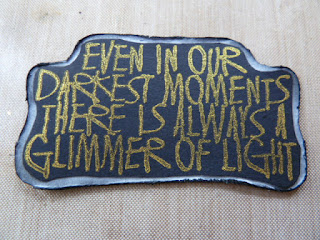 EVEN IN OUR
DARKEST MOMENTS
THERE IS ALWAYS A
GLIMMER OF LIGHT